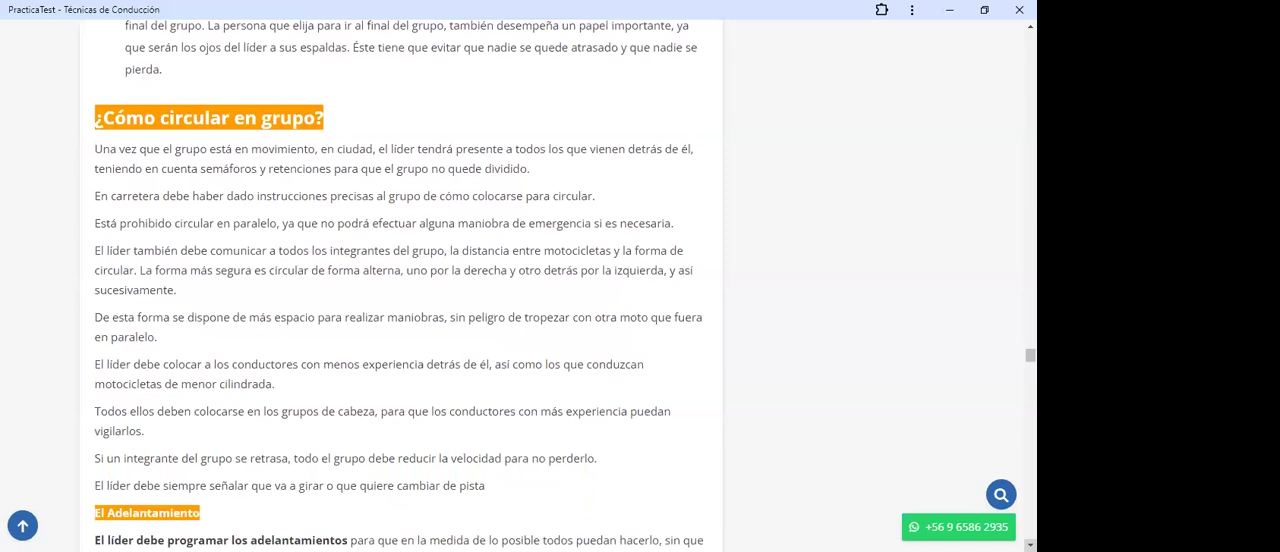 PracticaTest - Técnicas de Conducción
final del grupo. La persona que elija para ir al final del grupo, también desempeña un papel importante, ya
que serán los ojos del líder a sus espaldas. Éste tiene que evitar que nadie se quede atrasado y que nadie se
pierda.
¿Cómo circular en grupo?
Una vez que el grupo está en movimiento, en ciudad, el líder tendrá presente a todos los que vienen detrás de él,
teniendo en cuenta semáforos y retenciones para que el grupo no quede dividido.
En carretera debe haber dado instrucciones precisas al grupo de cómo colocarse para circular.
Está prohibido circular en paralelo, ya que no podrá efectuar alguna maniobra de emergencia si es necesaria.
El líder también debe comunicar a todos los integrantes del grupo, la distancia entre motocicletas y la forma de
circular. La forma más segura es circular de forma alterna, uno por la derecha y otro detrás por la izquierda, y así
sucesivamente.
De esta forma se dispone de más espacio para realizar maniobras, sin peligro de tropezar con otra moto que fuera
en paralelo.
El líder debe colocar a los conductores con menos experiencia detrás de él, así como los que conduzcan
motocicletas de menor cilindrada.
Todos ellos deben colocarse en los grupos de cabeza, para que los conductores con más experiencia puedan
vigilarlos.
Si un integrante del grupo se retrasa, todo el grupo debe reducir la velocidad para no perderlo.
El líder debe siempre señalar que va a girar o que quiere cambiar de pista
El Adelantamiento
+56 9 6586 2935
El líder debe programar los adelantamientos para que en la medida de lo posible todos puedan hacerlo, sin que